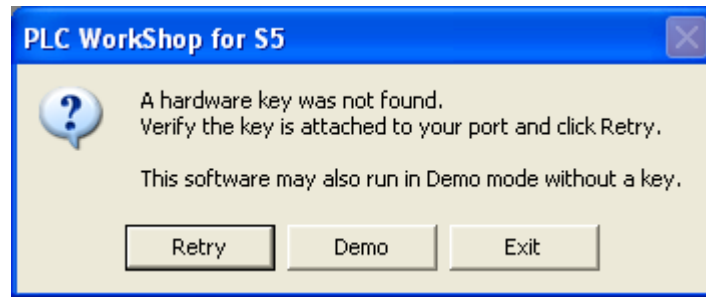 PLC WorkShop for S5
A hardware key was not found.
Verify the key is attached to your port and click Retry.
This software may also run in Demo mode without a key.
Retry Demo Exit